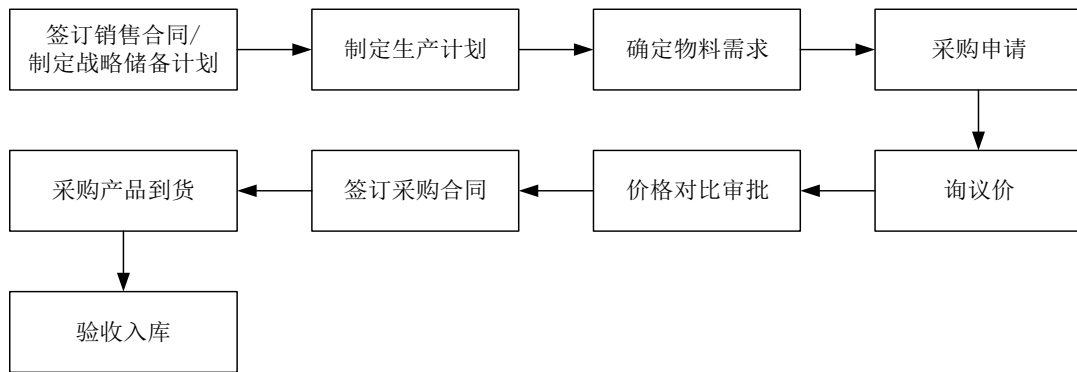 签订销售合同/
制定战略储备计划
制定生产计划
确定物料需求
采购申请
询议价
价格对比审批
签订采购合同
采购产品到货
验收入库